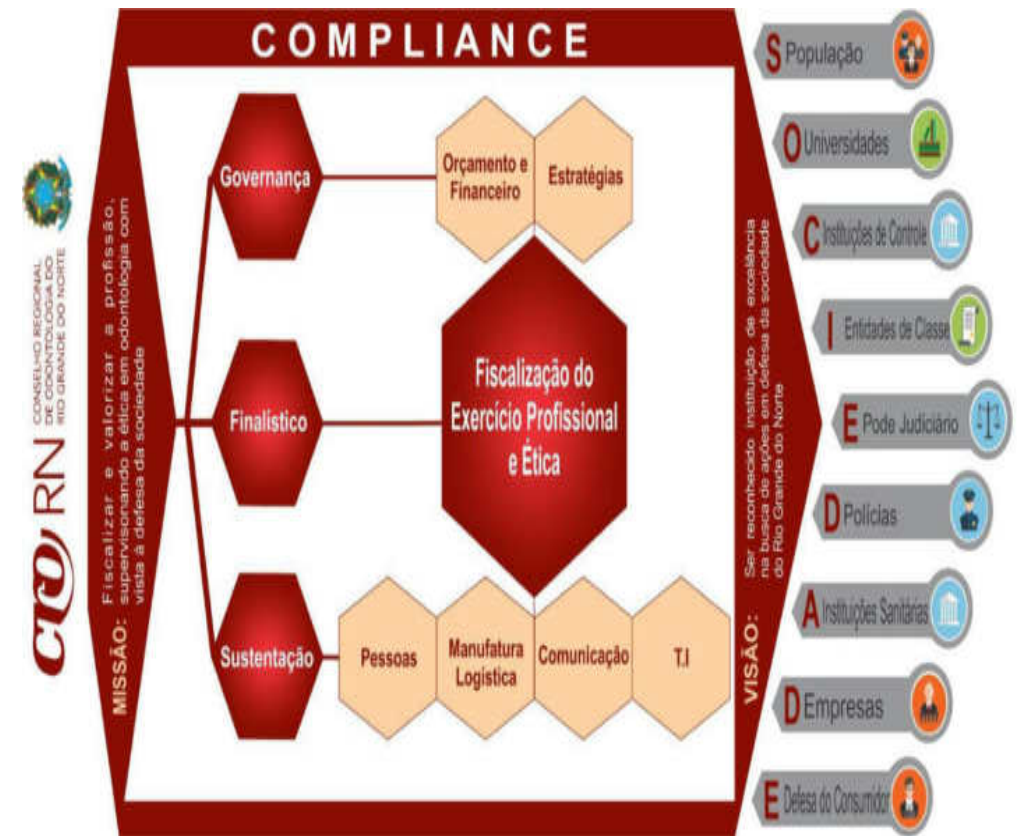 CRO RN
CONSELHO REGIONAL
DE ODONTOLOGIA DO
RIO GRANDE DO NORTE
MISSÃO: Fiscalizar e valorizar a profissão,
supervisonando a ética em odontologia com
vista à defesa da sociedade
COMPLIANCE
Governança
Orçamento e
Financeiro
Estratégias
Finalístico
Fiscalização do
Exercício Profissional
e Ética
Sustentação
Pessoas
Manufatura
Logística
Comunicação
T.I
VISÃO: Ser reconhecido instituição de excelência
na busca de ações em defesa da sociedade
do Rio Grande do Norte
S População
O Universidades
C Instituições de Controle
I Entidades de Classe
E Pode Judiciário
D Polícias
A Instituições Sanitárias
D Empresas
E Defesa do Consumidor